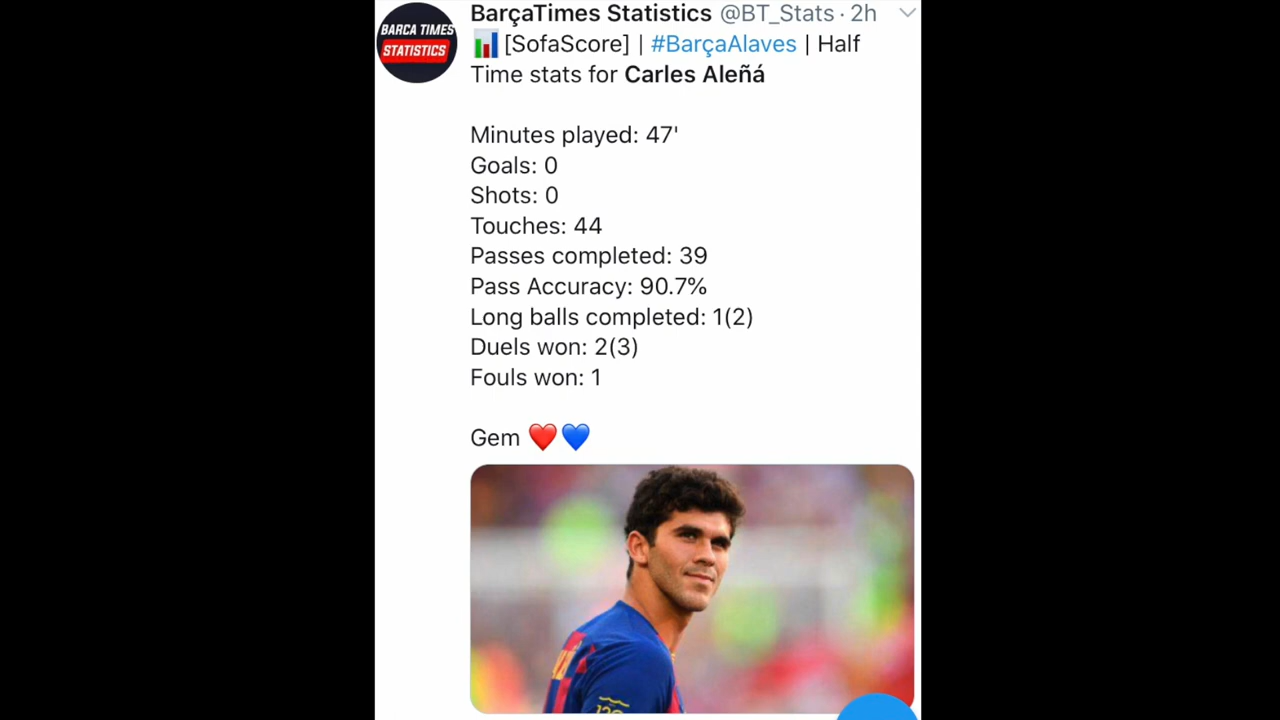 BarçaTimes Statistics @BT_Stats · 2h
BARCA TIMES
STATISTICS
📊 [SofaScore] | #BarçaAlaves | Half
Time stats for Carles Aleñá
Minutes played: 47'
Goals: 0
Shots: 0
Touches: 44
Passes completed: 39
Pass Accuracy: 90.7%
Long balls completed: 1(2)
Duels won: 2(3)
Fouls won: 1
Gem ❤️💙